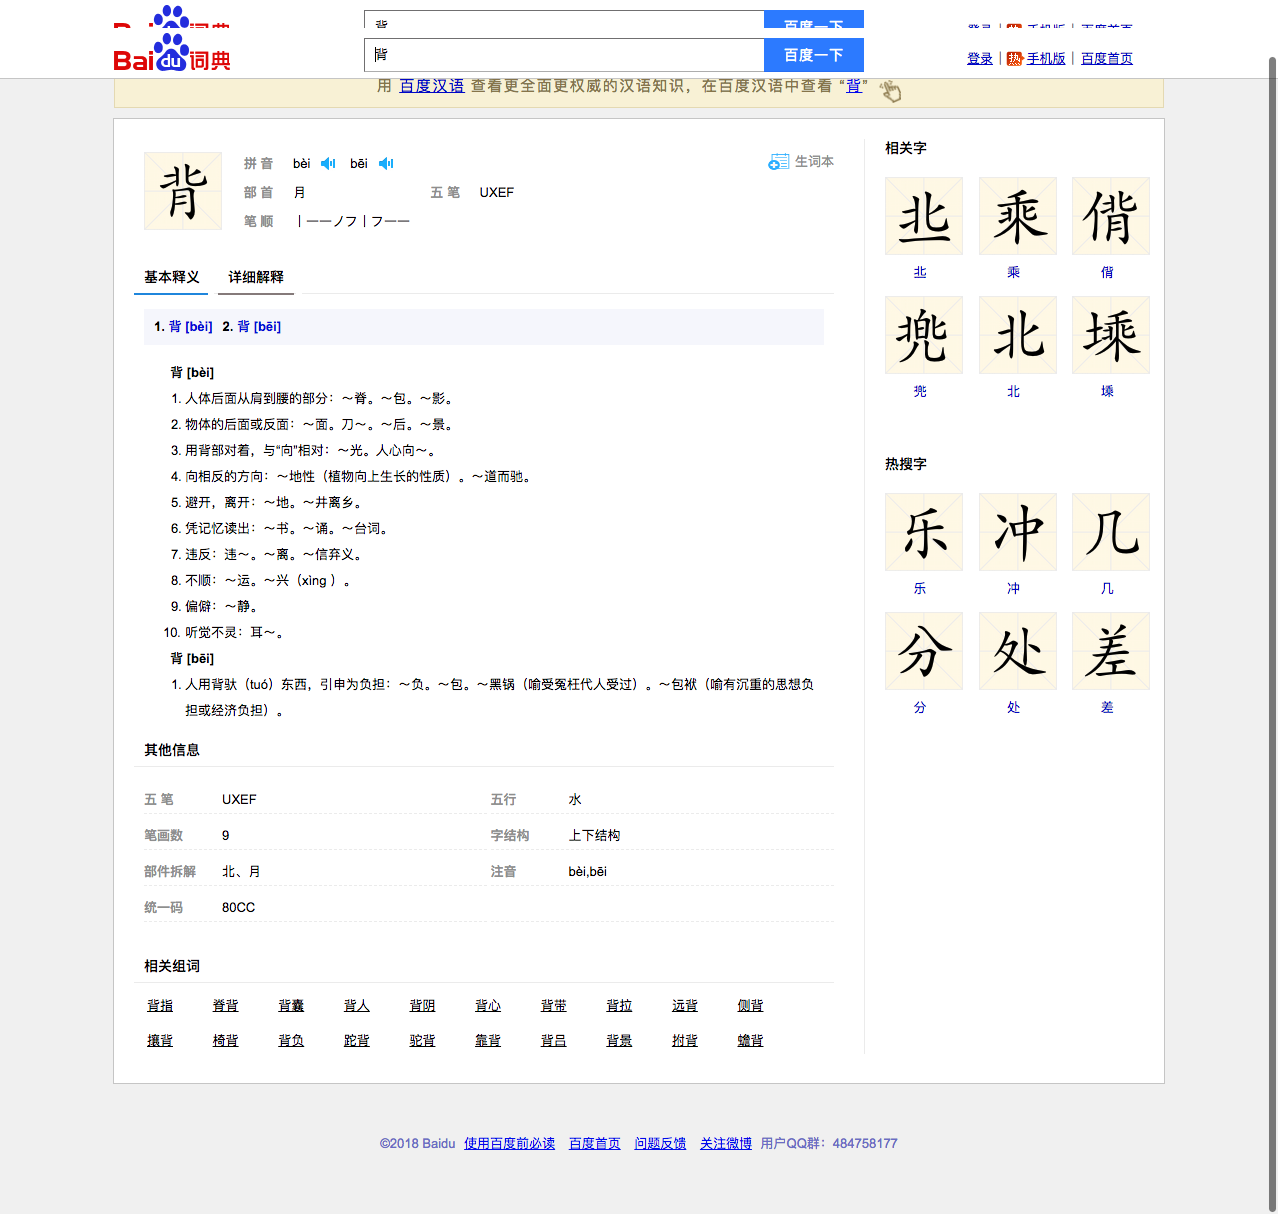 Bai du 词典 背 百度一下 登录 | 热 手机版 | 百度首页
用 百度汉语 查看更全面更权威的汉语知识，在百度汉语中查看 “背”
背
拼 音 bèi bēi 生词本
部 首 月 五 笔 UXEF
笔 顺 丨一一ノフ丨フ一一
基本释义 详细解释
1. 背 [bèi] 2. 背 [bēi]
背 [bèi]
1. 人体后面从肩到腰的部分：～脊。～包。～影。
2. 物体的后面或反面：～面。刀～。～后。～景。
3. 用背部对着，与“向”相对：～光。人心向～。
4. 向相反的方向：～地性（植物向上生长的性质）。～道而驰。
5. 避开，离开：～地。～井离乡。
6. 凭记忆读出：～书。～诵。～台词。
7. 违反：违～。～离。～信弃义。
8. 不顺：～运。～兴（xìng ）。
9. 偏僻：～静。
10. 听觉不灵：耳～。
背 [bēi]
1. 人用背驮（tuó）东西，引申为负担：～负。～包。～黑锅（喻受冤枉代人受过）。～包袱（喻有沉重的思想负
担或经济负担）。
其他信息
五 笔 UXEF 五行 水
笔画数 9 字结构 上下结构
部件拆解 北、月 注音 bèi,bēi
统一码 80CC
相关组词
背指 脊背 背囊 背人 背阴 背心 背带 背拉 远背 侧背
攘背 椅背 背负 跎背 驼背 靠背 背吕 背景 拊背 蟾背
相关字
丠 乘 偝
丠 乘 偝
兠 北 堘
兠 北 堘
热搜字
乐 冲 几
乐 冲 几
分 处 差
分 处 差
©2018 Baidu 使用百度前必读 百度首页 问题反馈 关注微博 用户QQ群：484758177